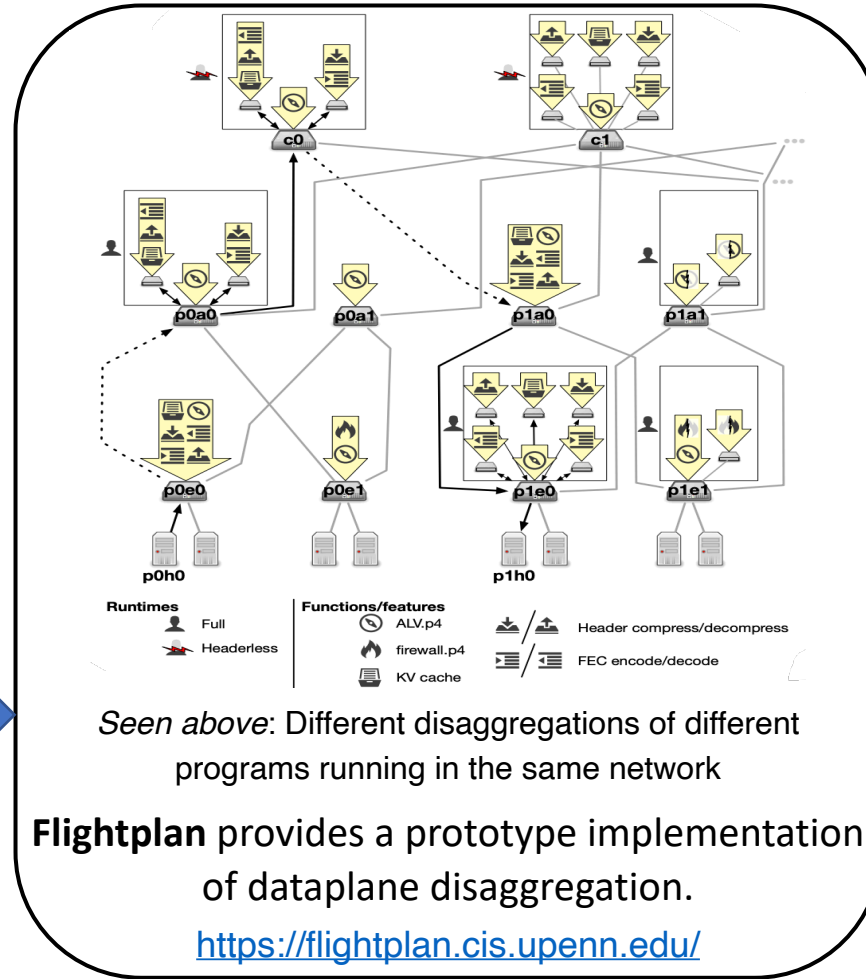 c0
c1
p0a0
p0a1
p1a0
p1a1
p0e0
p0e1
p1e0
p1e1
p0h0
p1h0
Runtimes
Full
Headerless
Functions/features
ALV.p4
firewall.p4
KV cache
Header compress/decompress
FEC encode/decode
Seen above: Different disaggregations of different
programs running in the same network
Flightplan provides a prototype implementation
of dataplane disaggregation.
https://flightplan.cis.upenn.edu/